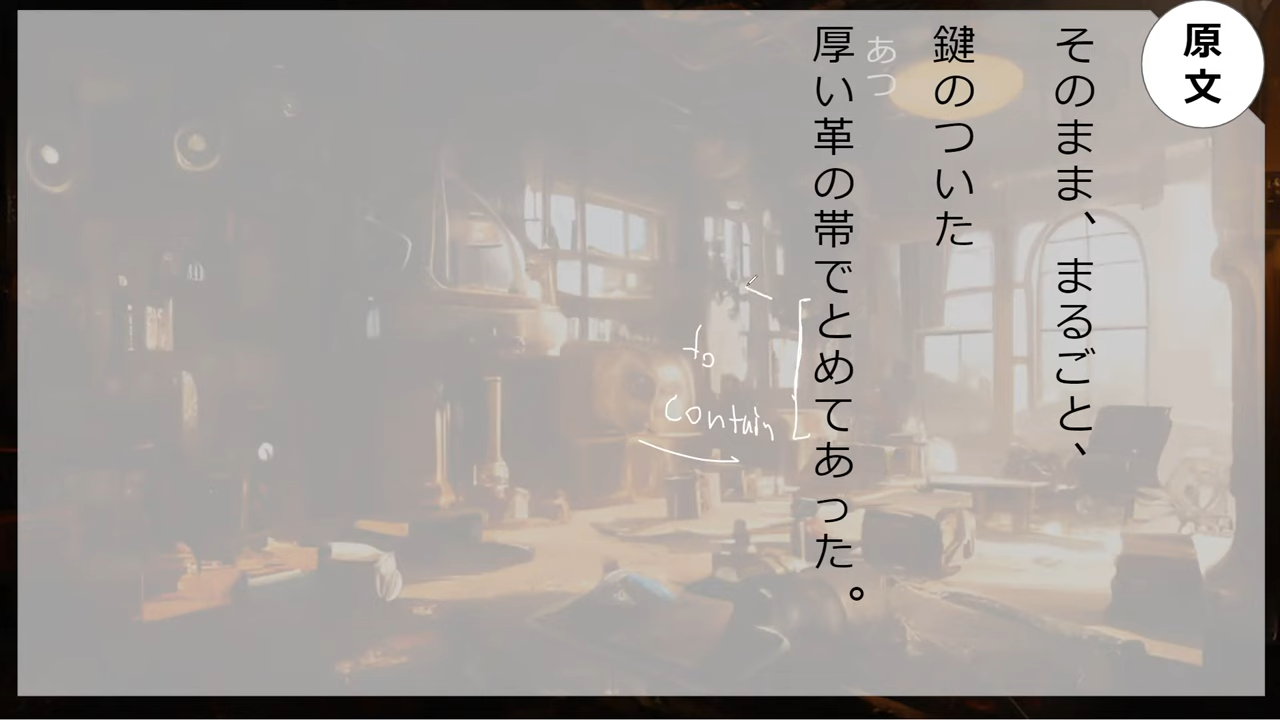 原文
そのまま、まるごと、
鍵のついた
あつ
厚い革の帯でとめてあった。
to
contain